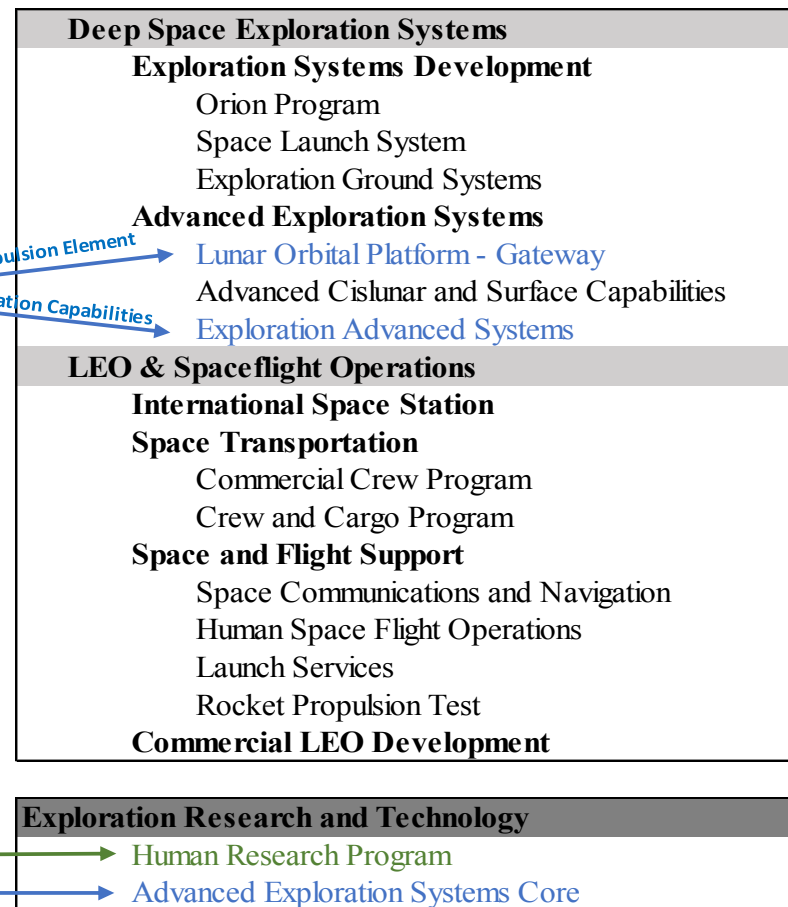 Deep Space Exploration Systems
Exploration Systems Development
Orion Program
Space Launch System
Exploration Ground Systems
Advanced Exploration Systems
Element
Lunar Orbital Platform - Gateway
Advanced Cislunar and Surface Capabilities
Capabilities
Exploration Advanced Systems
LEO & Spaceflight Operations
International Space Station
Space Transportation
Commercial Crew Program
Crew and Cargo Program
Space and Flight Support
Space Communications and Navigation
Human Space Flight Operations
Launch Services
Rocket Propulsion Test
Commercial LEO Development
Exploration Research and Technology
Human Research Program
Advanced Exploration Systems Core